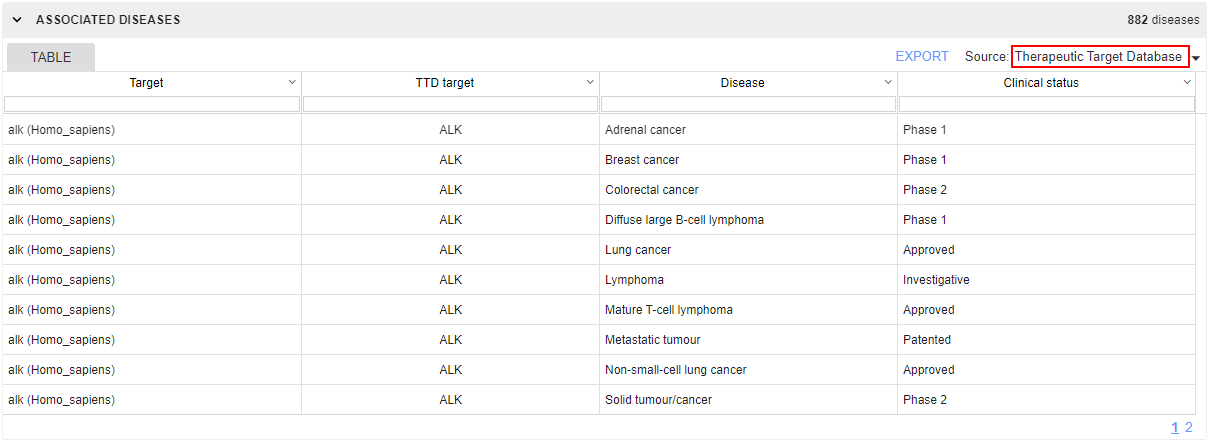 ASSOCIATED DISEASES 882 diseases
TABLE EXPORT Source: Therapeutic Target Database
Target TTD target Disease Clinical status
alk (Homo_sapiens) ALK Adrenal cancer Phase 1
alk (Homo_sapiens) ALK Breast cancer Phase 1
alk (Homo_sapiens) ALK Colorectal cancer Phase 2
alk (Homo_sapiens) ALK Diffuse large B-cell lymphoma Phase 1
alk (Homo_sapiens) ALK Lung cancer Approved
alk (Homo_sapiens) ALK Lymphoma Investigative
alk (Homo_sapiens) ALK Mature T-cell lymphoma Approved
alk (Homo_sapiens) ALK Metastatic tumour Patented
alk (Homo_sapiens) ALK Non-small-cell lung cancer Approved
alk (Homo_sapiens) ALK Solid tumour/cancer Phase 2
1 2